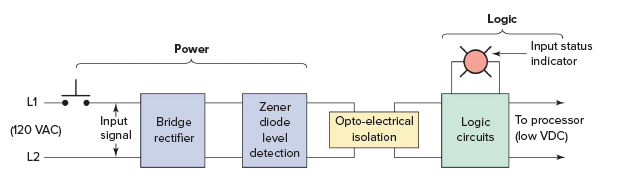 Logic
Power
Input status
indicator
L1
(120 VAC)
L2
Input
signal
Bridge
rectifier
Zener
diode
level
detection
Opto-electrical
isolation
Logic
circuits
To processor
(low VDC)